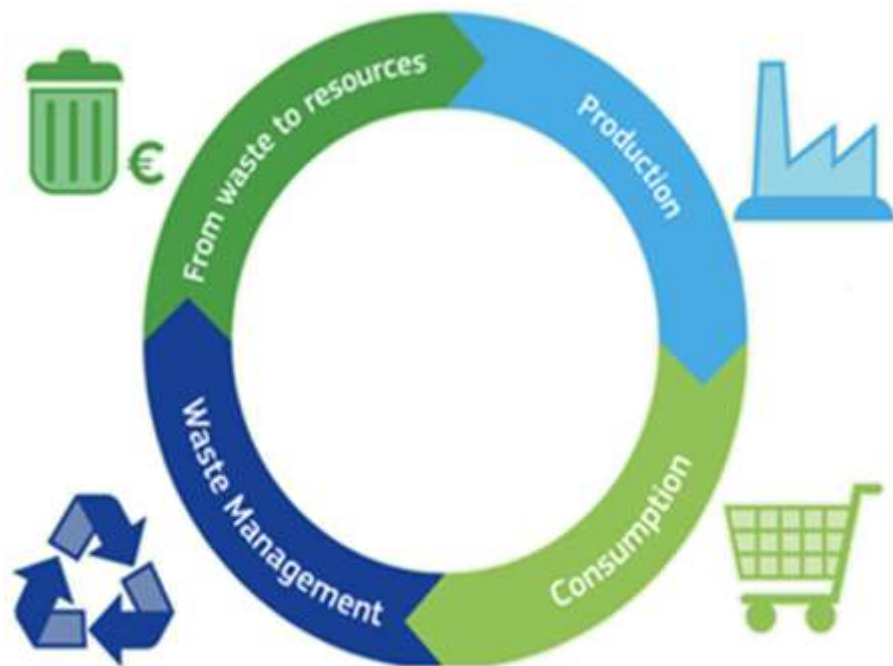 From waste to resources
Production
€
Waste Management
Consumption